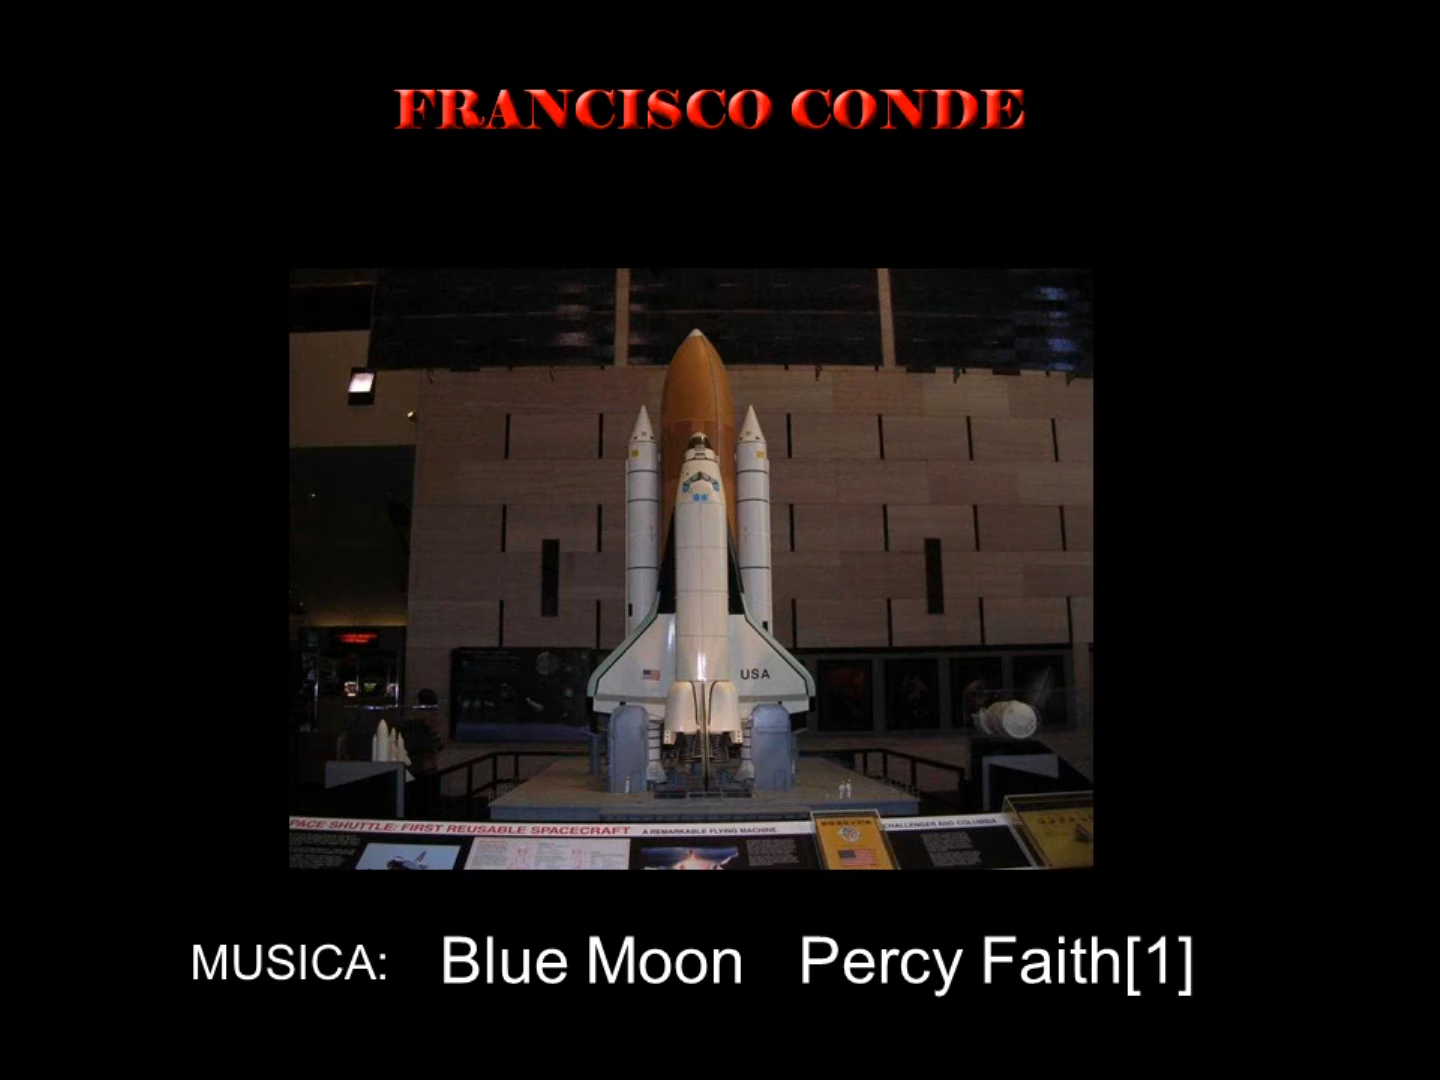 FRANCISCO CONDE
USA
PACE SHUTTLE: FIRST REUSABLE SPACECRAFT A REMARKABLE FLYING MACHINE CHALLENGER AND COLUMBIA
MUSICA: Blue Moon Percy Faith[1]